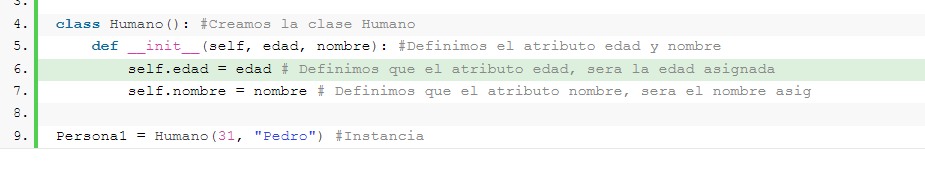 3.
4. class Humano(): #Creamos la clase Humano
5. def __init__(self, edad, nombre): #Definimos el atributo edad y nombre
6. self.edad = edad # Definimos que el atributo edad, sera la edad asignada
7. self.nombre = nombre # Definimos que el atributo nombre, sera el nombre asig
8.
9. Persona1 = Humano(31, "Pedro") #Instancia